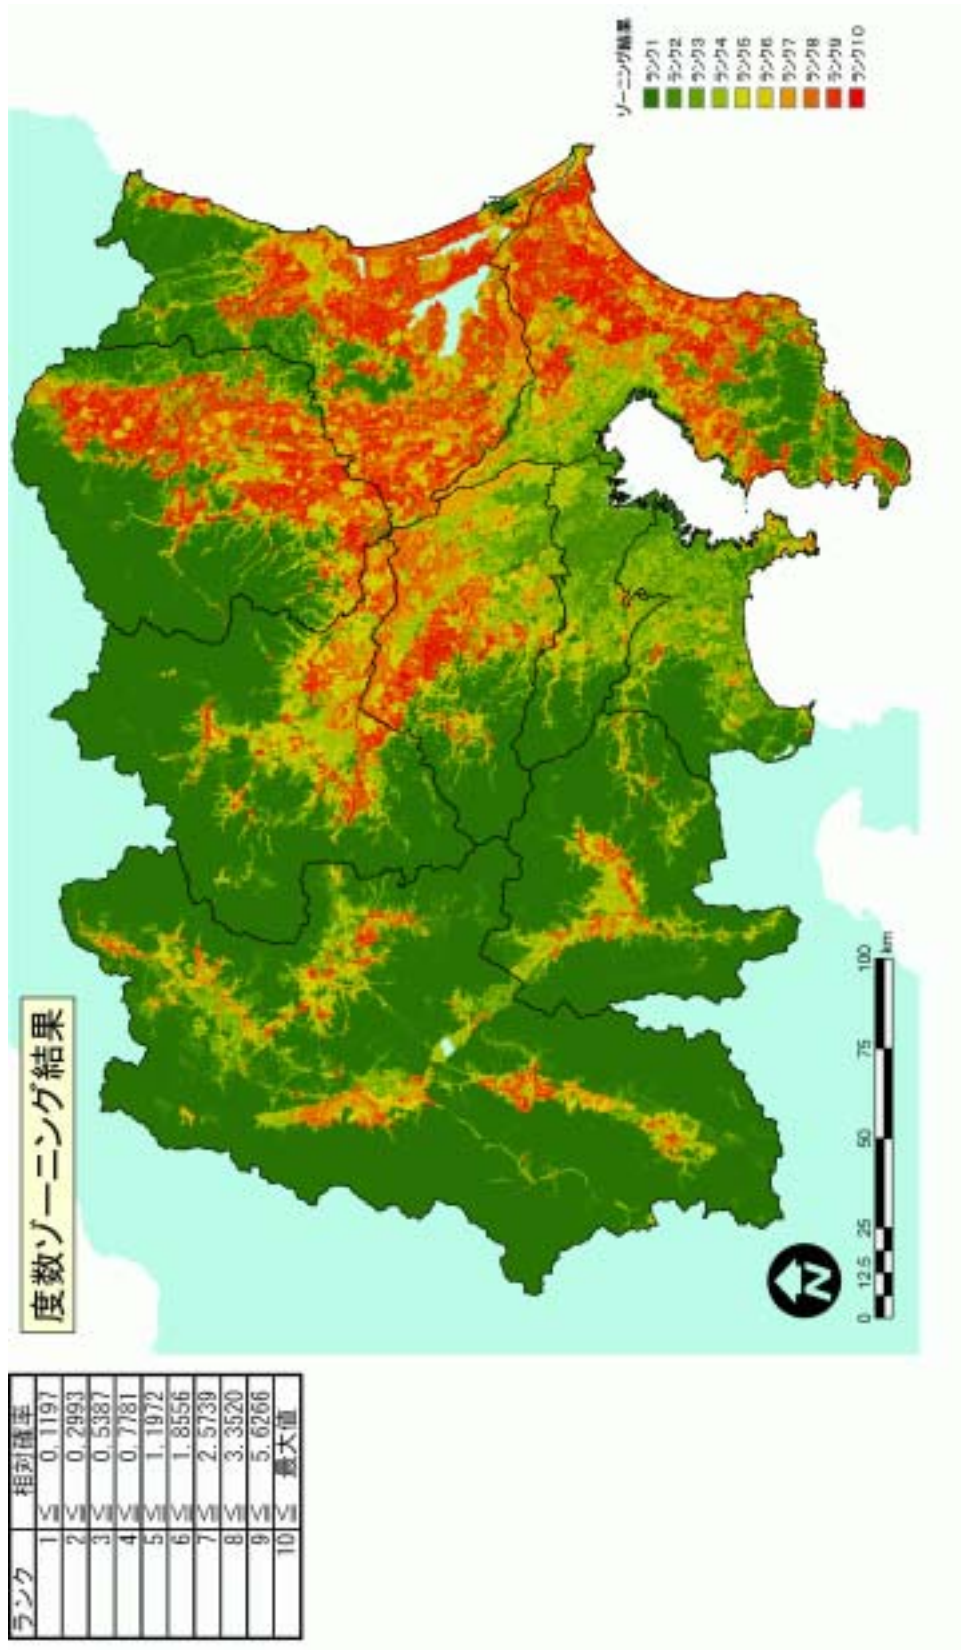 度数ゾーニング結果
ゾーニング結果
ランク1
ランク2
ランク3
ランク4
ランク5
ランク6
ランク7
ランク8
ランク9
ランク10
N
0 12.5 25 50 75 100
km
ランク 相対確率
1 ≦ 0.1197
2 ≦ 0.2993
3 ≦ 0.5387
4 ≦ 0.7781
5 ≦ 1.1972
6 ≦ 1.8556
7 ≦ 2.5739
8 ≦ 3.3520
9 ≦ 5.6266
10 ≦ 最大値